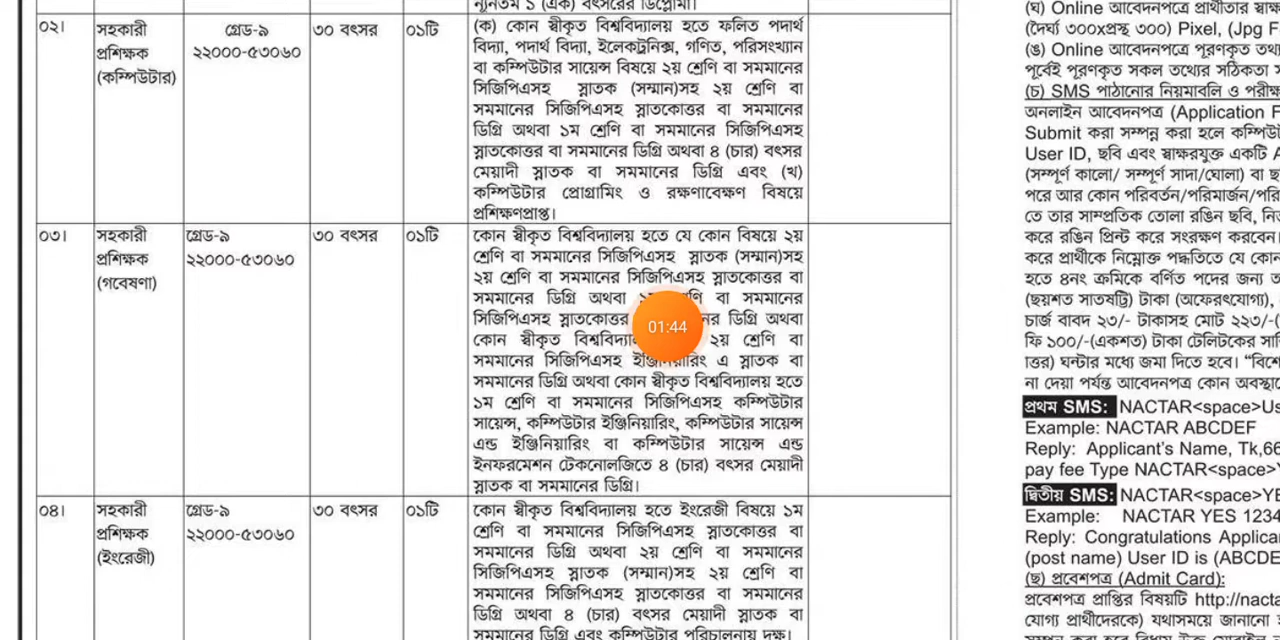 ন্যূনতম ১ (এক) বৎসরের ডিপ্লোমা।
০২।
সহকারী
প্রশিক্ষক
(কম্পিউটার)
গ্রেড-৯
২২০০০-৫৩০৬০
৩০ বৎসর
০১টি
(ক) কোন স্বীকৃত বিশ্ববিদ্যালয় হতে ফলিত পদার্থ
বিদ্যা, পদার্থ বিদ্যা, ইলেকট্রনিক্স, গণিত, পরিসংখ্যান
বা কম্পিউটার সায়েন্স বিষয়ে ২য় শ্রেণি বা সমমানের
সিজিপিএসহ স্নাতক (সম্মান)সহ ২য় শ্রেণি বা
সমমানের সিজিপিএসহ স্নাতকোত্তর বা সমমানের
ডিগ্রি অথবা ১ম শ্রেণি বা সমমানের সিজিপিএসহ
স্নাতকোত্তর বা সমমানের ডিগ্রি অথবা ৪ (চার) বৎসর
মেয়াদী স্নাতক বা সমমানের ডিগ্রি এবং (খ)
কম্পিউটার প্রোগ্রামিং ও রক্ষণাবেক্ষণ বিষয়ে
প্রশিক্ষণপ্রাপ্ত।
০৩।
সহকারী
প্রশিক্ষক
(গবেষণা)
গ্রেড-৯
২২০০০-৫৩০৬০
৩০ বৎসর
০১টি
কোন স্বীকৃত বিশ্ববিদ্যালয় হতে যে কোন বিষয়ে ২য়
শ্রেণি বা সমমানের সিজিপিএসহ স্নাতক (সম্মান)সহ
২য় শ্রেণি বা সমমানের সিজিপিএসহ স্নাতকোত্তর বা
সমমানের ডিগ্রি অথবা বা সমমানের
সিজিপিএসহ স্নাতকোত্তর ডিগ্রি অথবা
কোন স্বীকৃত ২য় শ্রেণি বা
সমমানের সিজিপিএসহ ইঞ্জিনিয়ারিং এ স্নাতক বা
সমমানের ডিগ্রি অথবা কোন স্বীকৃত বিশ্ববিদ্যালয় হতে
১ম শ্রেণি বা সমমানের সিজিপিএসহ কম্পিউটার
সায়েন্স, কম্পিউটার ইঞ্জিনিয়ারিং, কম্পিউটার সায়েন্স
এন্ড ইঞ্জিনিয়ারিং বা কম্পিউটার সায়েন্স এন্ড
ইনফরমেশন টেকনোলজিতে ৪ (চার) বৎসর মেয়াদী
স্নাতক বা সমমানের ডিগ্রি।
01:44
০৪।
সহকারী
প্রশিক্ষক
(ইংরেজী)
গ্রেড-৯
২২০০০-৫৩০৬০
৩০ বৎসর
০১টি
কোন স্বীকৃত বিশ্ববিদ্যালয় হতে ইংরেজী বিষয়ে ১ম
শ্রেণি বা সমমানের সিজিপিএসহ স্নাতকোত্তর বা
সমমানের ডিগ্রি অথবা ২য় শ্রেণি বা সমমানের
সিজিপিএসহ স্নাতক (সম্মান)সহ ২য় শ্রেণি বা
সমমানের সিজিপিএসহ স্নাতকোত্তর বা সমমানের
ডিগ্রি অথবা ৪ (চার) বৎসর মেয়াদী স্নাতক বা
সমমানের ডিগ্রি এবং কম্পিউটার পরিচালনায় দক্ষ।
(ঘ) Online আবেদনপত্রে প্রার্থীতার
(দৈর্ঘ্য ৩০০xপ্রস্থ ৩০০) Pixel, (Jpg
(ঙ) Online আবেদনপত্রে পূরণকৃত
পূর্বেই পূরণকৃত সকল তথ্যের সঠিকতা
(চ) SMS পাঠানোর নিয়মাবলি ও
অনলাইন আবেদনপত্র (Application
Submit করা সম্পন্ন করা হলে
User ID, ছবি এবং স্বাক্ষরযুক্ত একটি
(সম্পূর্ণ কালো/ সম্পূর্ণ সাদা/ঘোলা) বা
পরে আর কোন পরিবর্তন/পরিমার্জন/
তে তার সাম্প্রতিক তোলা রঙিন ছবি,
করে রঙিন প্রিন্ট করে সংরক্ষণ করবেন।
করে প্রার্থীকে নিম্নোক্ত পদ্ধতিতে যে কোন
হতে ৪নং ক্রমিকে বর্ণিত পদের জন্য
(ছয়শত সাতষট্টি) টাকা (অফেরৎযোগ্য),
চার্জ বাবদ ২৩/- টাকাসহ মোট ২২৩/-
ফি ১০০/-(একশত) টাকা টেলিটকের
ত্তর) ঘন্টার মধ্যে জমা দিতে হবে।
না দেয়া পর্যন্ত আবেদনপত্র কোন
প্রথম SMS: NACTAR<space>
Example: NACTAR ABCDEF
Reply: Applicant's Name, Tk,
pay fee Type NACTAR<space>
দ্বিতীয় SMS: NACTAR<space>
Example: NACTAR YES 1234
Reply: Congratulations
(post name) User ID is
(ছ) প্রবেশপত্র (Admit Card):
প্রবেশপত্র প্রাপ্তির বিষয়টি
যোগ্য প্রার্থীদেরকে) যথাসময়ে জানানো